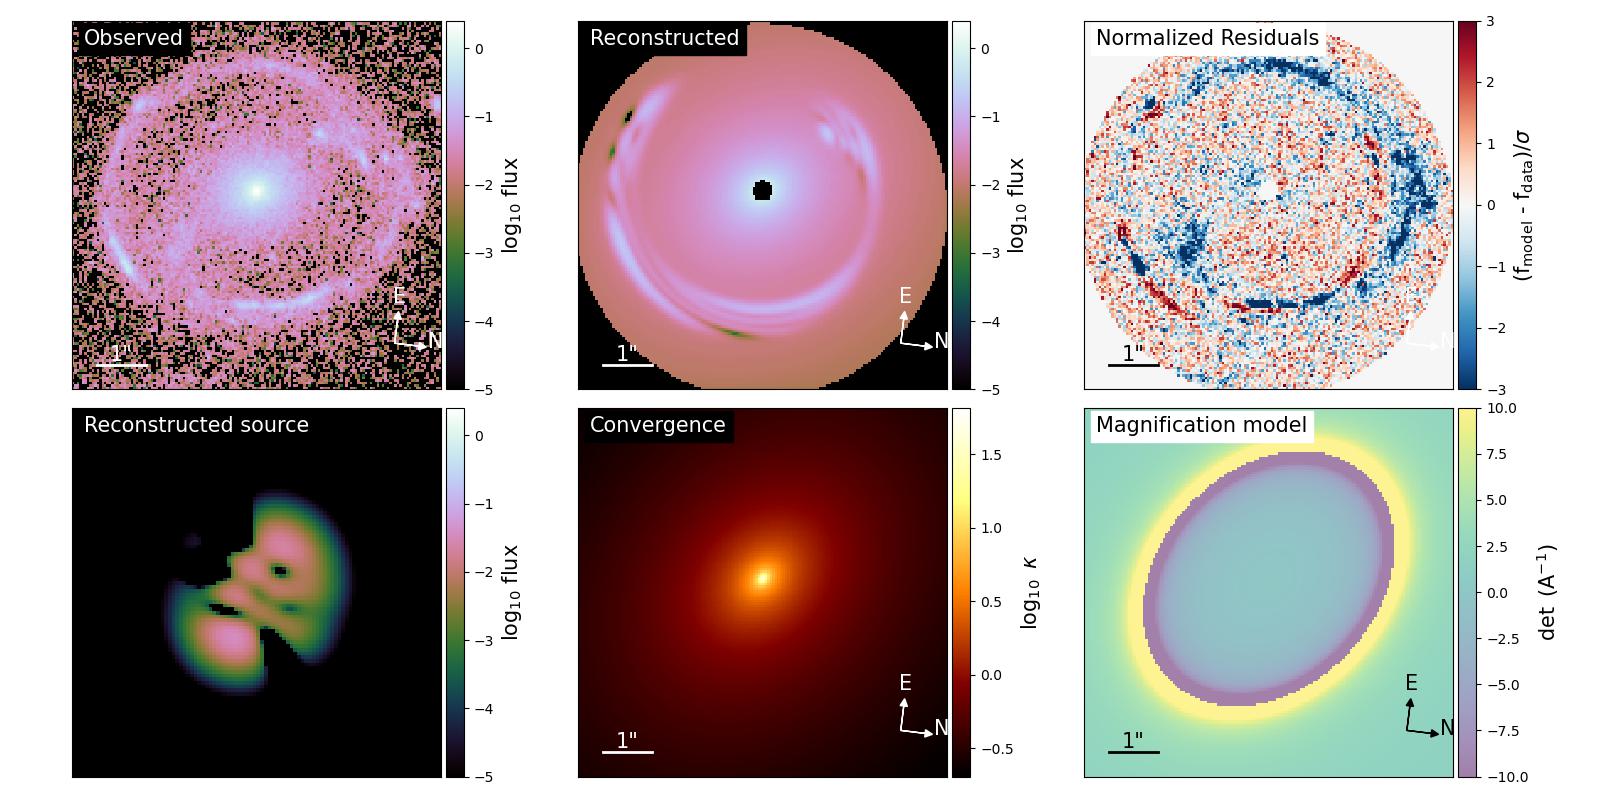 Observed
E
N
1"
0
−1
−2
−3
−4
−5
log₁₀ flux
Reconstructed
E
N
1"
0
−1
−2
−3
−4
−5
log₁₀ flux
Normalized Residuals
N
1"
3
2
1
0
−1
−2
−3
(f_model - f_data)/σ
Reconstructed source
0
−1
−2
−3
−4
−5
log₁₀ flux
Convergence
E
N
1"
1.5
1.0
0.5
0.0
−0.5
log₁₀ κ
Magnification model
E
N
1"
10.0
7.5
5.0
2.5
0.0
−2.5
−5.0
−7.5
−10.0
det (A⁻¹)